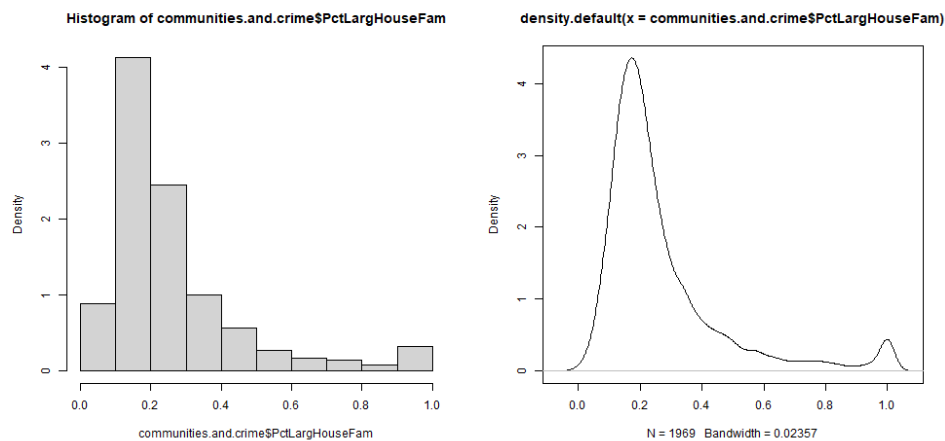 Histogram of communities.and.crime$PctLargHouseFam
Density
4
3
2
1
0
0.0 0.2 0.4 0.6 0.8 1.0
communities.and.crime$PctLargHouseFam
density.default(x = communities.and.crime$PctLargHouseFam)
Density
4
3
2
1
0
0.0 0.2 0.4 0.6 0.8 1.0
N = 1969 Bandwidth = 0.02357